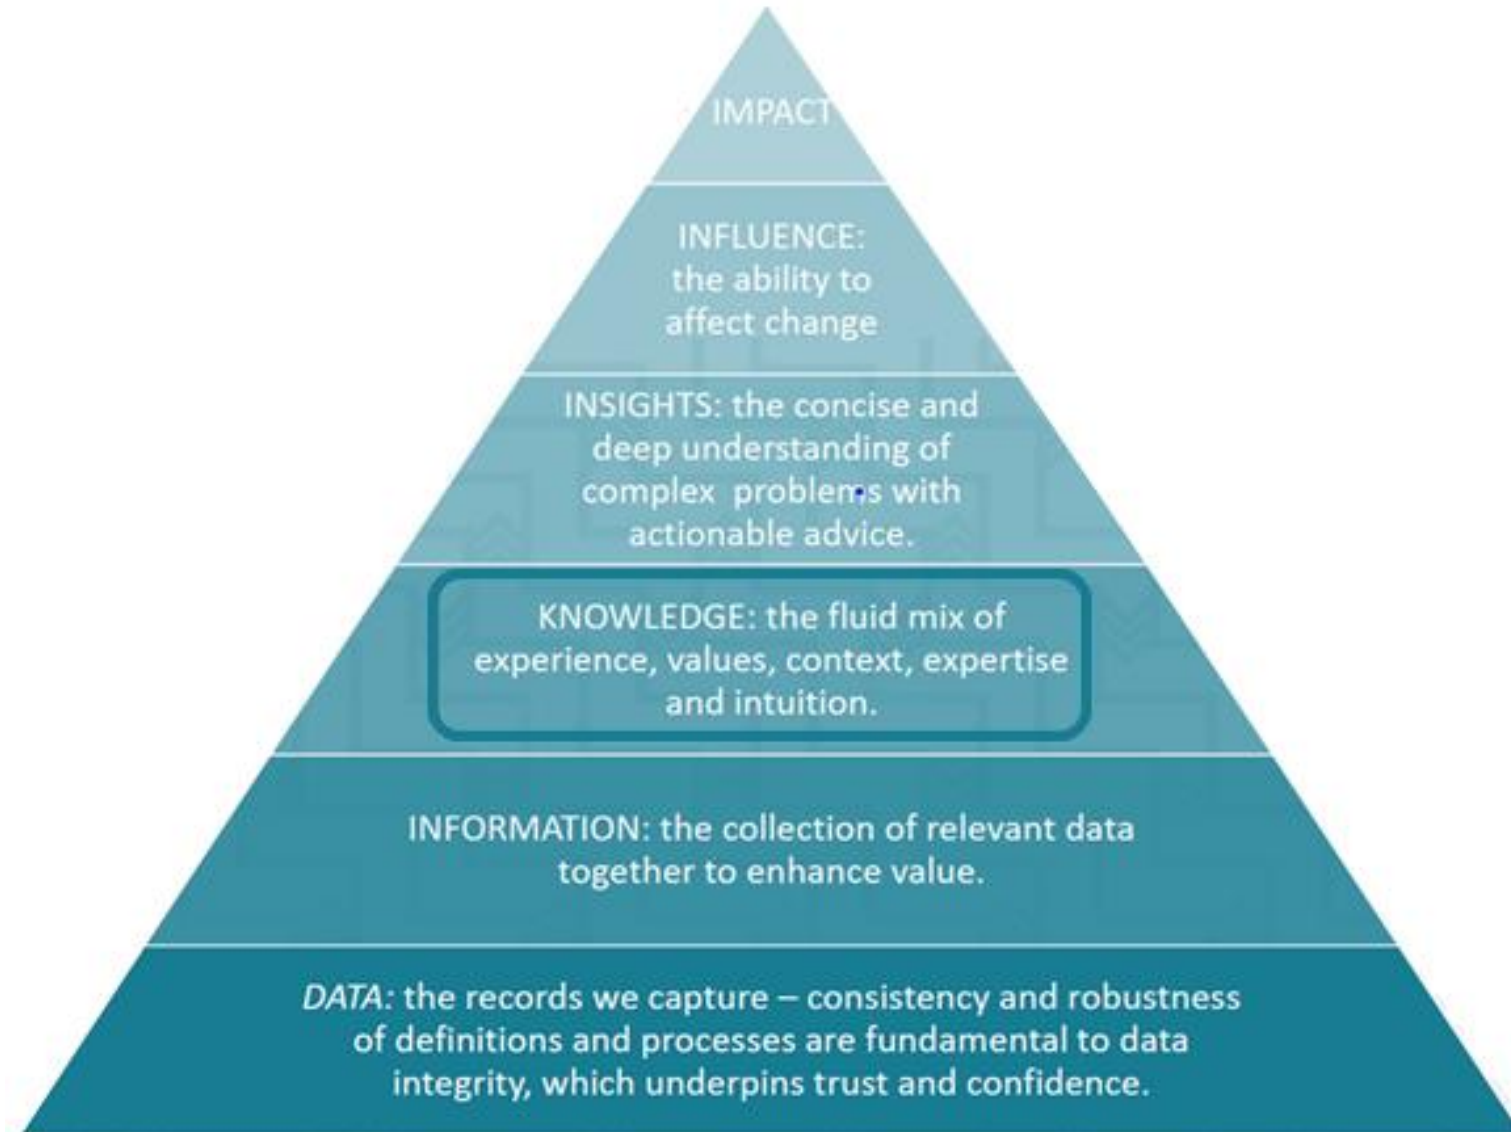 IMPACT
INFLUENCE:
the ability to
affect change
INSIGHTS: the concise and
deep understanding of
complex  problems with
actionable advice.
KNOWLEDGE: the fluid mix of
experience, values, context, expertise
and intuition.
INFORMATION: the collection of relevant data
together to enhance value.
DATA: the records we capture – consistency and robustness
of definitions and processes are fundamental to data
integrity, which underpins trust and confidence.